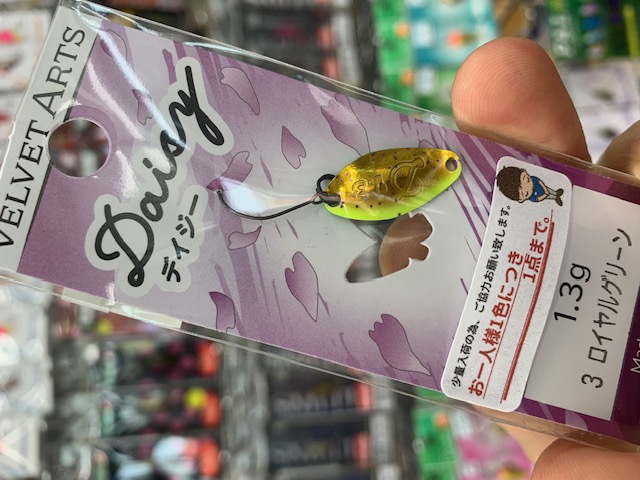 VELVET ARTS
Daisy
デイジー
少量入荷の為、ご協力お願い致します。
お一人様1色につき
1点まで。
1.3g
3 ロイヤルグリーン